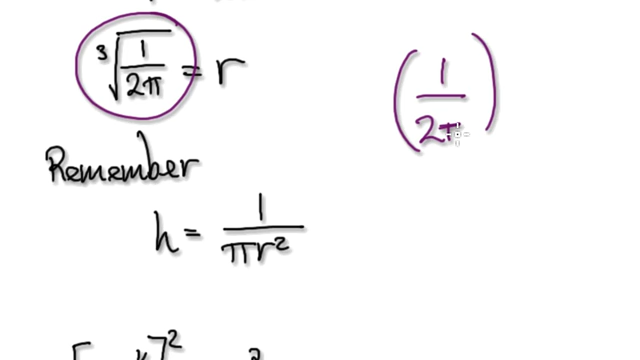 ∛(1/2π) = r
(1/2π)
Remember
h = 1/πr²